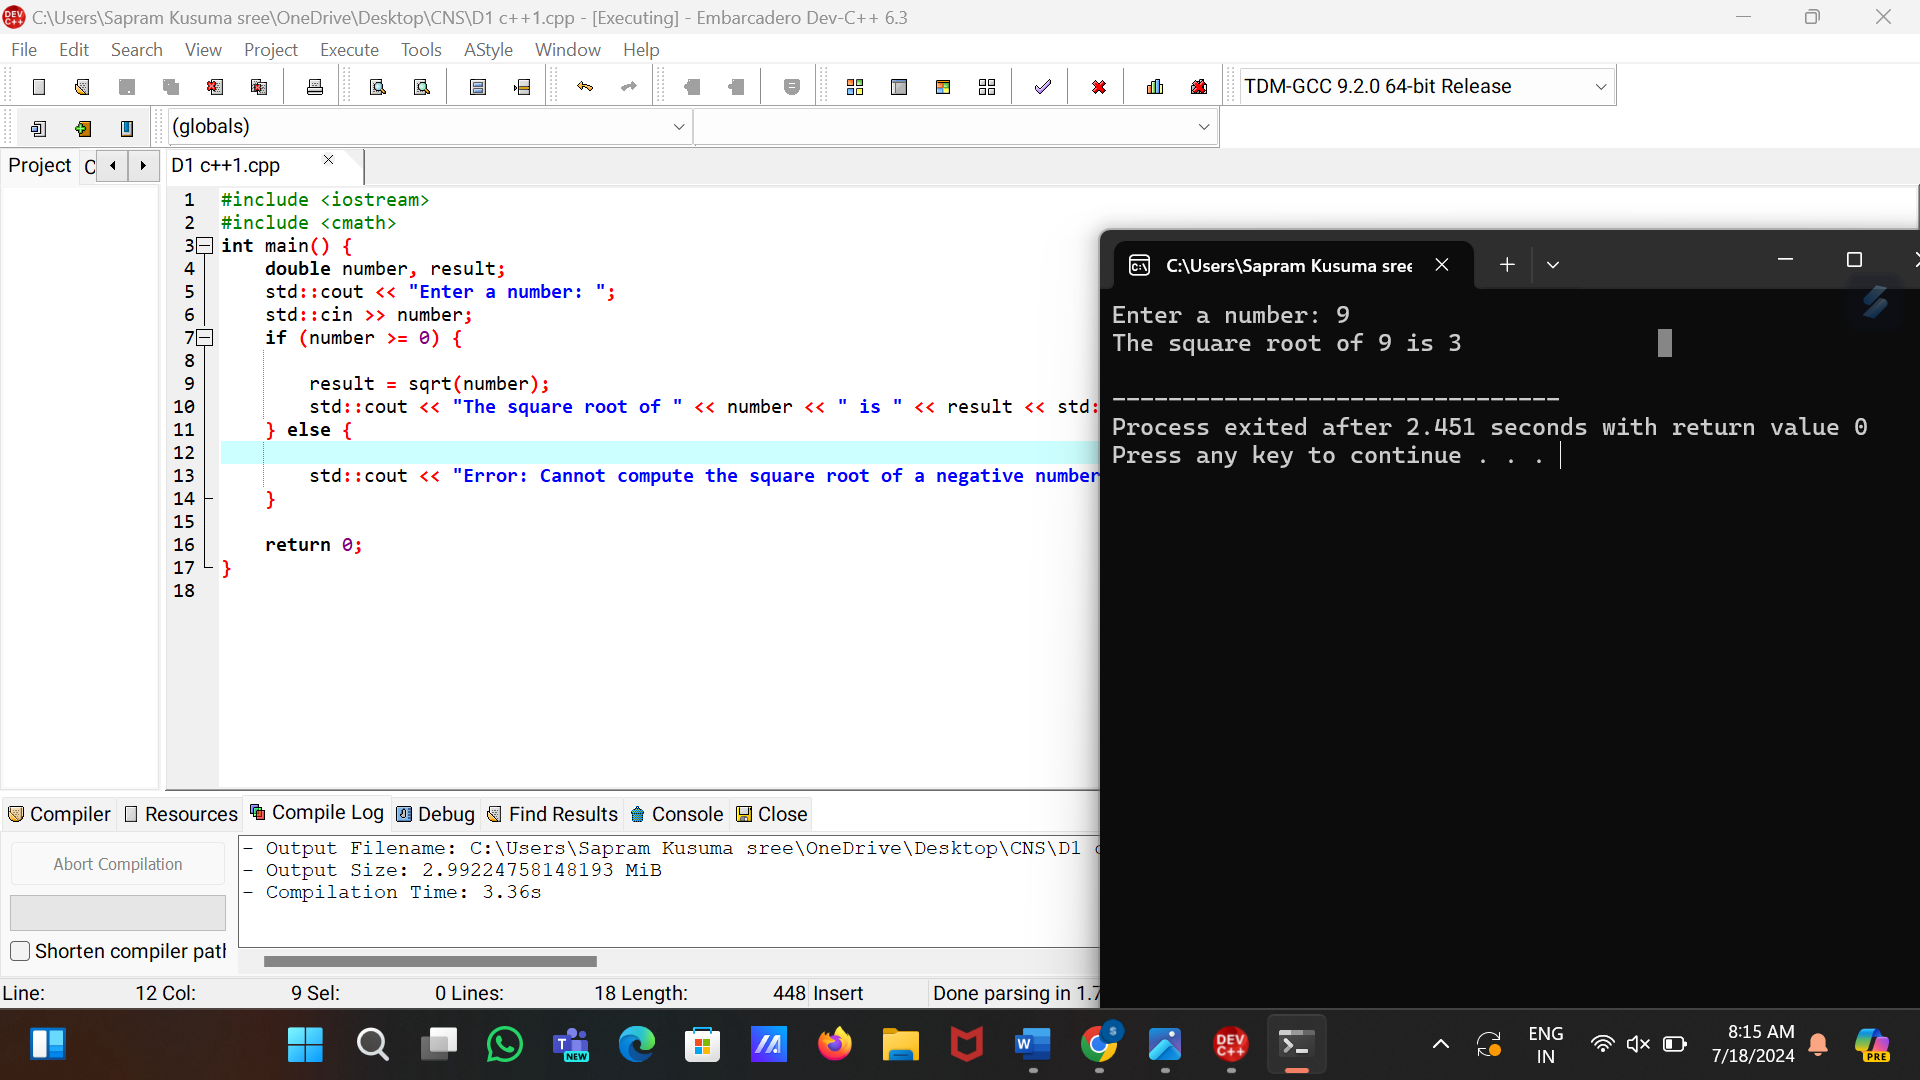 C:\Users\Sapram Kusuma sree\OneDrive\Desktop\CNS\D1 c++1.cpp - [Executing] - Embarcadero Dev-C++ 6.3
File Edit Search View Project Execute Tools AStyle Window Help
TDM-GCC 9.2.0 64-bit Release
(globals)
Project C D1 c++1.cpp
1 #include <iostream>
2 #include <cmath>
3 int main() {
4 double number, result;
5 std::cout << "Enter a number: ";
6 std::cin >> number;
7 if (number >= 0) {
8
9 result = sqrt(number);
10 std::cout << "The square root of " << number << " is " << result << std:
11 } else {
12
13 std::cout << "Error: Cannot compute the square root of a negative number
14 }
15
16 return 0;
17 }
18
C:\Users\Sapram Kusuma sree
Enter a number: 9
The square root of 9 is 3
--------------------------------
Process exited after 2.451 seconds with return value 0
Press any key to continue . . .
Compiler Resources Compile Log Debug Find Results Console Close
Abort Compilation
Shorten compiler path
- Output Filename: C:\Users\Sapram Kusuma sree\OneDrive\Desktop\CNS\D1 c
- Output Size: 2.99224758148193 MiB
- Compilation Time: 3.36s
Line: 12 Col: 9 Sel: 0 Lines: 18 Length: 448 Insert Done parsing in 1.7
NEW
W
DEV C++
ENG
IN
8:15 AM
7/18/2024
PRE